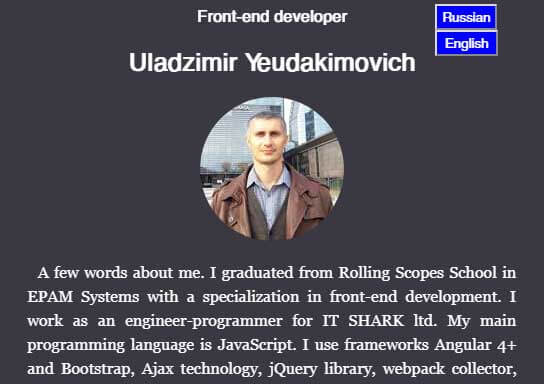 Front-end developer
Russian
English
Uladzimir Yeudakimovich
A few words about me. I graduated from Rolling Scopes School in
EPAM Systems with a specialization in front-end development. I
work as an engineer-programmer for IT SHARK ltd. My main
programming language is JavaScript. I use frameworks Angular 4+
and Bootstrap, Ajax technology, jQuery library, webpack collector,